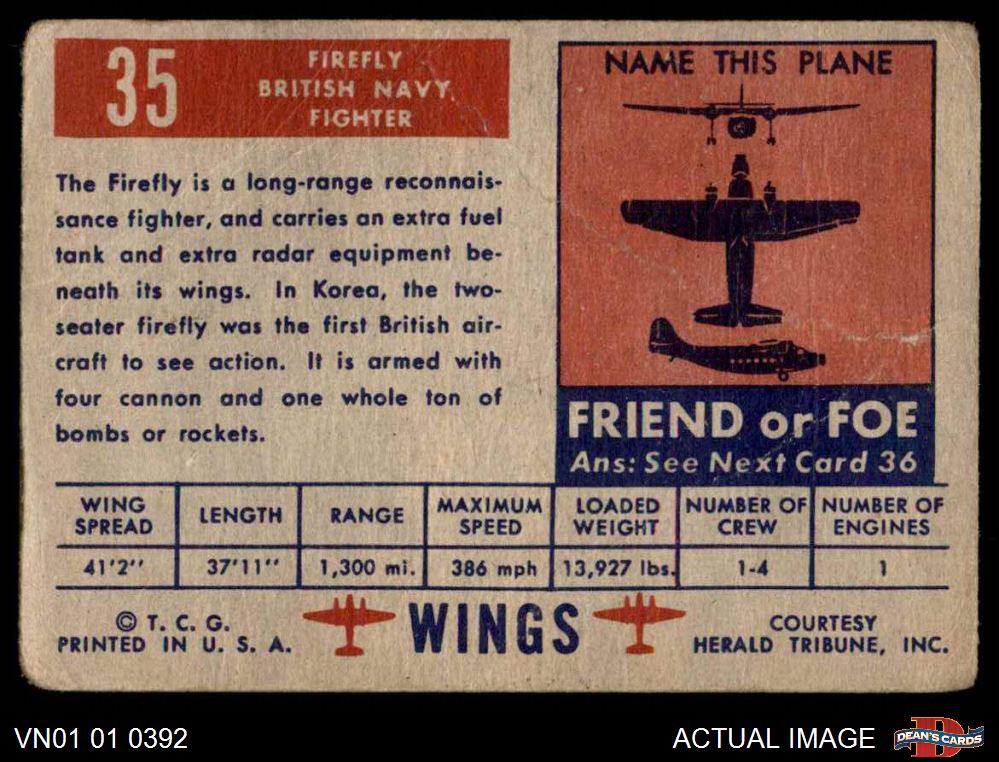 35
FIREFLY
BRITISH NAVY
FIGHTER
The Firefly is a long-range reconnais-
sance fighter, and carries an extra fuel
tank and extra radar equipment be-
neath its wings. In Korea, the two-
seater firefly was the first British air-
craft to see action. It is armed with
four cannon and one whole ton of
bombs or rockets.
NAME THIS PLANE
FRIEND or FOE
Ans: See Next Card 36
WING SPREAD LENGTH RANGE MAXIMUM SPEED LOADED WEIGHT NUMBER OF CREW NUMBER OF ENGINES
41'2'' 37'11'' 1,300 mi. 386 mph 13,927 lbs. 1-4 1
© T. C. G.
PRINTED IN U. S. A.
WINGS
COURTESY
HERALD TRIBUNE, INC.
VN01 01 0392
ACTUAL IMAGE
D
DEAN'S CARDS